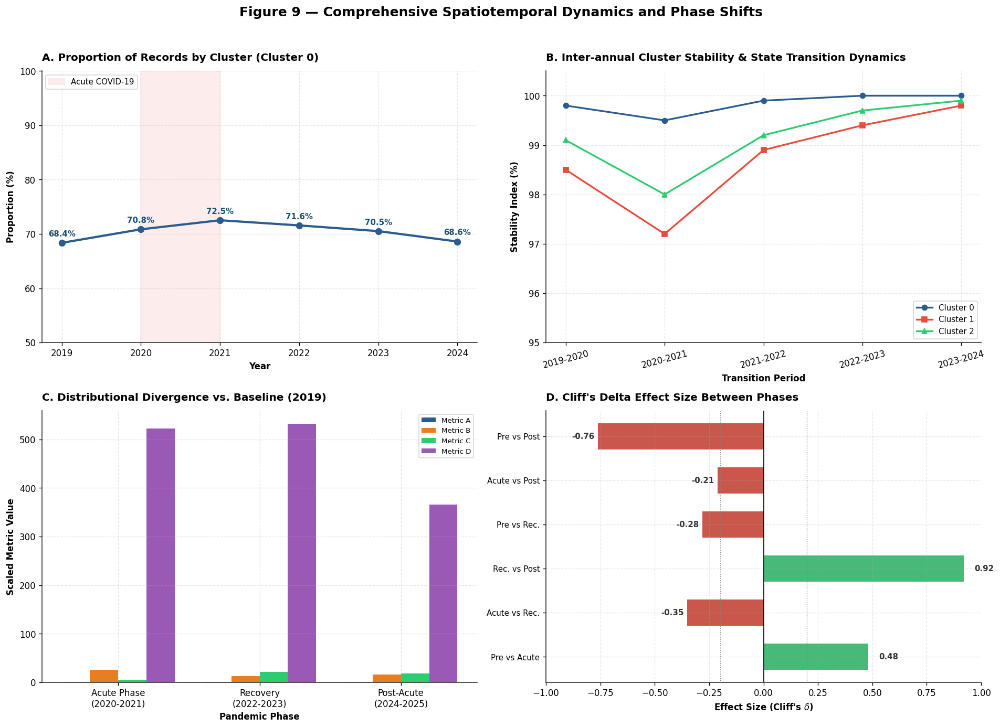 Figure 9 — Comprehensive Spatiotemporal Dynamics and Phase Shifts
A. Proportion of Records by Cluster (Cluster 0)
Proportion (%)
100
90
80
70
60
50
Acute COVID-19
68.4%
70.8%
72.5%
71.6%
70.5%
68.6%
2019
2020
2021
2022
2023
2024
Year
B. Inter-annual Cluster Stability & State Transition Dynamics
Stability Index (%)
100
99
98
97
96
95
Cluster 0
Cluster 1
Cluster 2
2019-2020
2020-2021
2021-2022
2022-2023
2023-2024
Transition Period
C. Distributional Divergence vs. Baseline (2019)
Scaled Metric Value
500
400
300
200
100
0
Metric A
Metric B
Metric C
Metric D
Acute Phase
(2020-2021)
Recovery
(2022-2023)
Post-Acute
(2024-2025)
Pandemic Phase
D. Cliff's Delta Effect Size Between Phases
Pre vs Post
-0.76
Acute vs Post
-0.21
Pre vs Rec.
-0.28
Rec. vs Post
0.92
Acute vs Rec.
-0.35
Pre vs Acute
0.48
−1.00
−0.75
−0.50
−0.25
0.00
0.25
0.50
0.75
1.00
Effect Size (Cliff's δ)